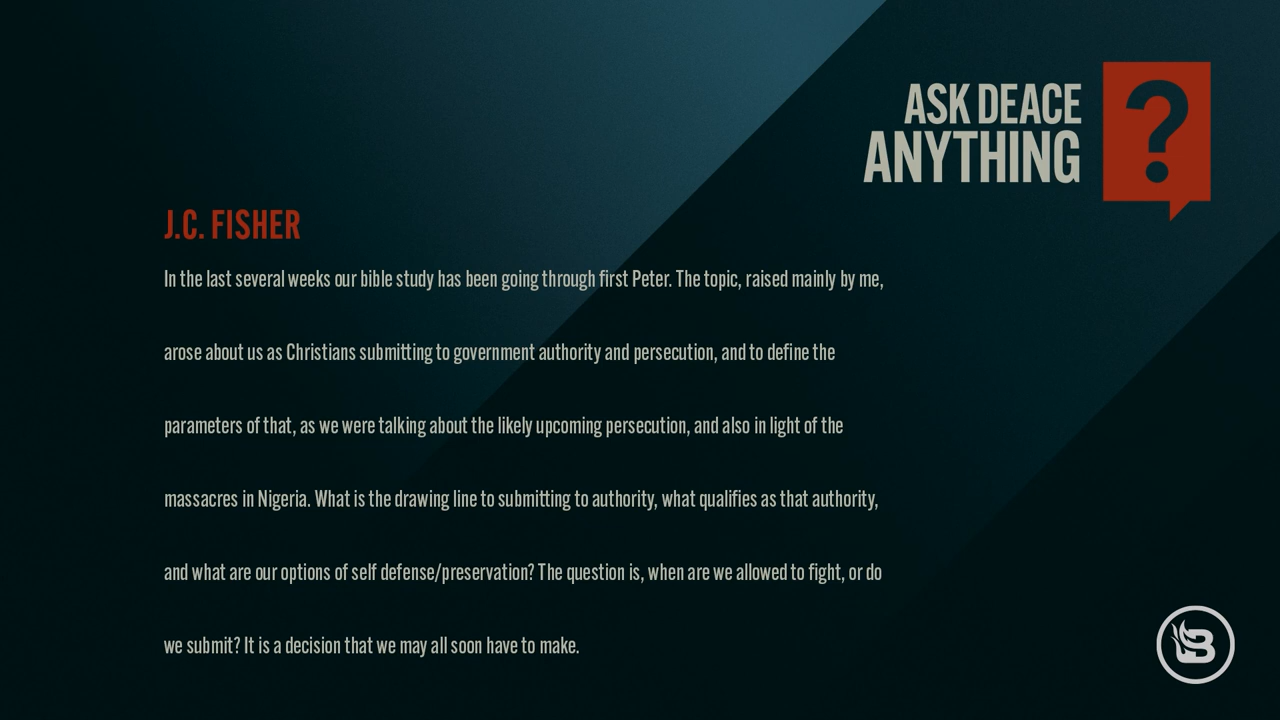 ASK DEACE
ANYTHING
?
J.C. FISHER
In the last several weeks our bible study has been going through first Peter. The topic, raised mainly by me,
arose about us as Christians submitting to government authority and persecution, and to define the
parameters of that, as we were talking about the likely upcoming persecution, and also in light of the
massacres in Nigeria. What is the drawing line to submitting to authority, what qualifies as that authority,
and what are our options of self defense/preservation? The question is, when are we allowed to fight, or do
we submit? It is a decision that we may all soon have to make.
B